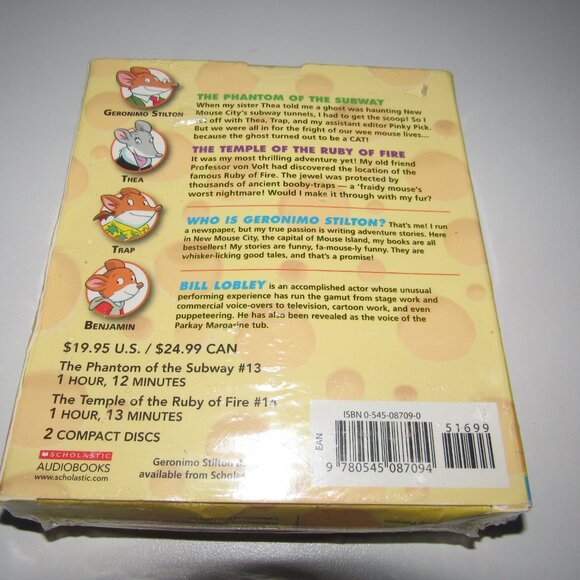 GERONIMO STILTON
THEA
TRAP
BENJAMIN
THE PHANTOM OF THE SUBWAY
When my sister Thea told me a ghost was haunting New
Mouse City's subway tunnels, I had to get the scoop! So I
set off with Thea, Trap, and my assistant editor Pinky Pick.
But we were all in for the fright of our wee mouse lives...
because the ghost turned out to be a CAT!
THE TEMPLE OF THE RUBY OF FIRE
It was my most thrilling adventure yet! My old friend
Professor von Volt had discovered the location of the
famous Ruby of Fire. The jewel was protected by
thousands of ancient booby-traps — a 'fraidy mouse's
worst nightmare! Would I make it through with my fur?
WHO IS GERONIMO STILTON? That's me! I run
a newspaper, but my true passion is writing adventure stories. Here
in New Mouse City, the capital of Mouse Island, my books are all
bestsellers! My stories are funny, fa-mouse-ly funny. They are
whisker-licking good tales, and that's a promise!
BILL LOBLEY is an accomplished actor whose unusual
performing experience has run the gamut from stage work and
commercial voice-overs to television, cartoon work, and even
puppeteering. He has also been revealed as the voice of the
Parkay Margarine tub.
$19.95 U.S. / $24.99 CAN
The Phantom of the Subway #13
1 HOUR, 12 MINUTES
The Temple of the Ruby of Fire #14
1 HOUR, 13 MINUTES
2 COMPACT DISCS
SCHOLASTIC
AUDIOBOOKS
www.scholastic.com
Geronimo Stilton
available from
ISBN 0-545-08709-0
51699
EAN
9 780545 087094